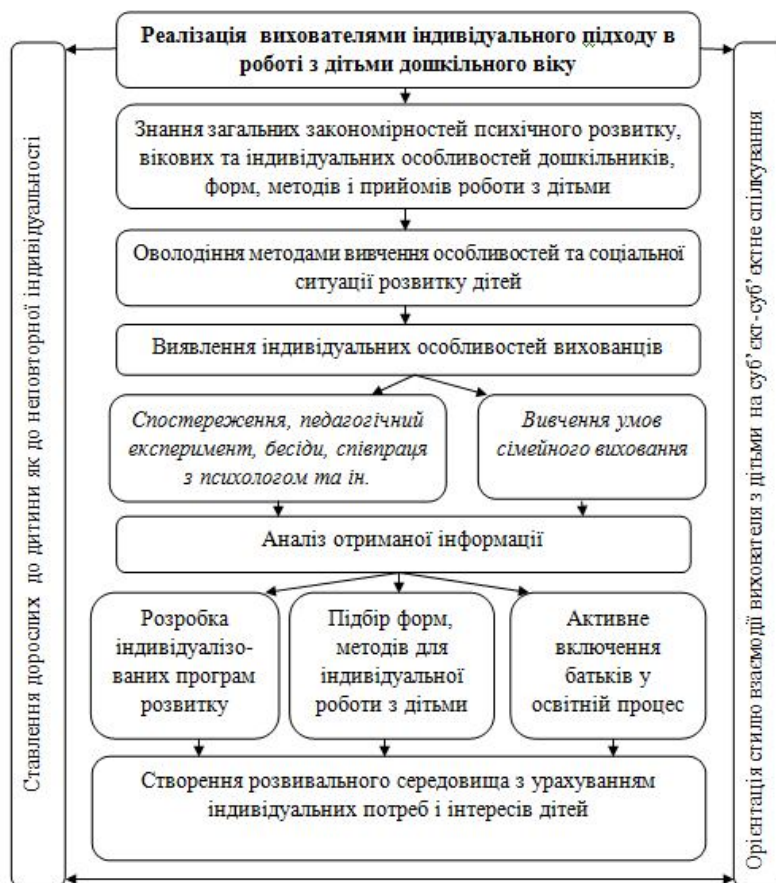 Реалізація вихователями індивідуального підходу в
роботі з дітьми дошкільного віку
Ставлення дорослих до дитини як до неповторної індивідуальності
Знання загальних закономірностей психічного розвитку,
вікових та індивідуальних особливостей дошкільників,
форм, методів і прийомів роботи з дітьми
Оволодіння методами вивчення особливостей та соціальної
ситуації розвитку дітей
Виявлення індивідуальних особливостей вихованців
Спостереження, педагогічний
експеримент, бесіди, співпраця
з психологом та ін.
Вивчення умов
сімейного виховання
Аналіз отриманої інформації
Розробка
індивідуалізо-
ваних програм
розвитку
Підбір форм,
методів для
індивідуальної
роботи з дітьми
Активне
включення
батьків у
освітній процес
Створення розвивального середовища з урахуванням
індивідуальних потреб і інтересів дітей
Орієнтація стилю взаємодії вихователя з дітьми на суб’єкт-суб’єктне спілкування